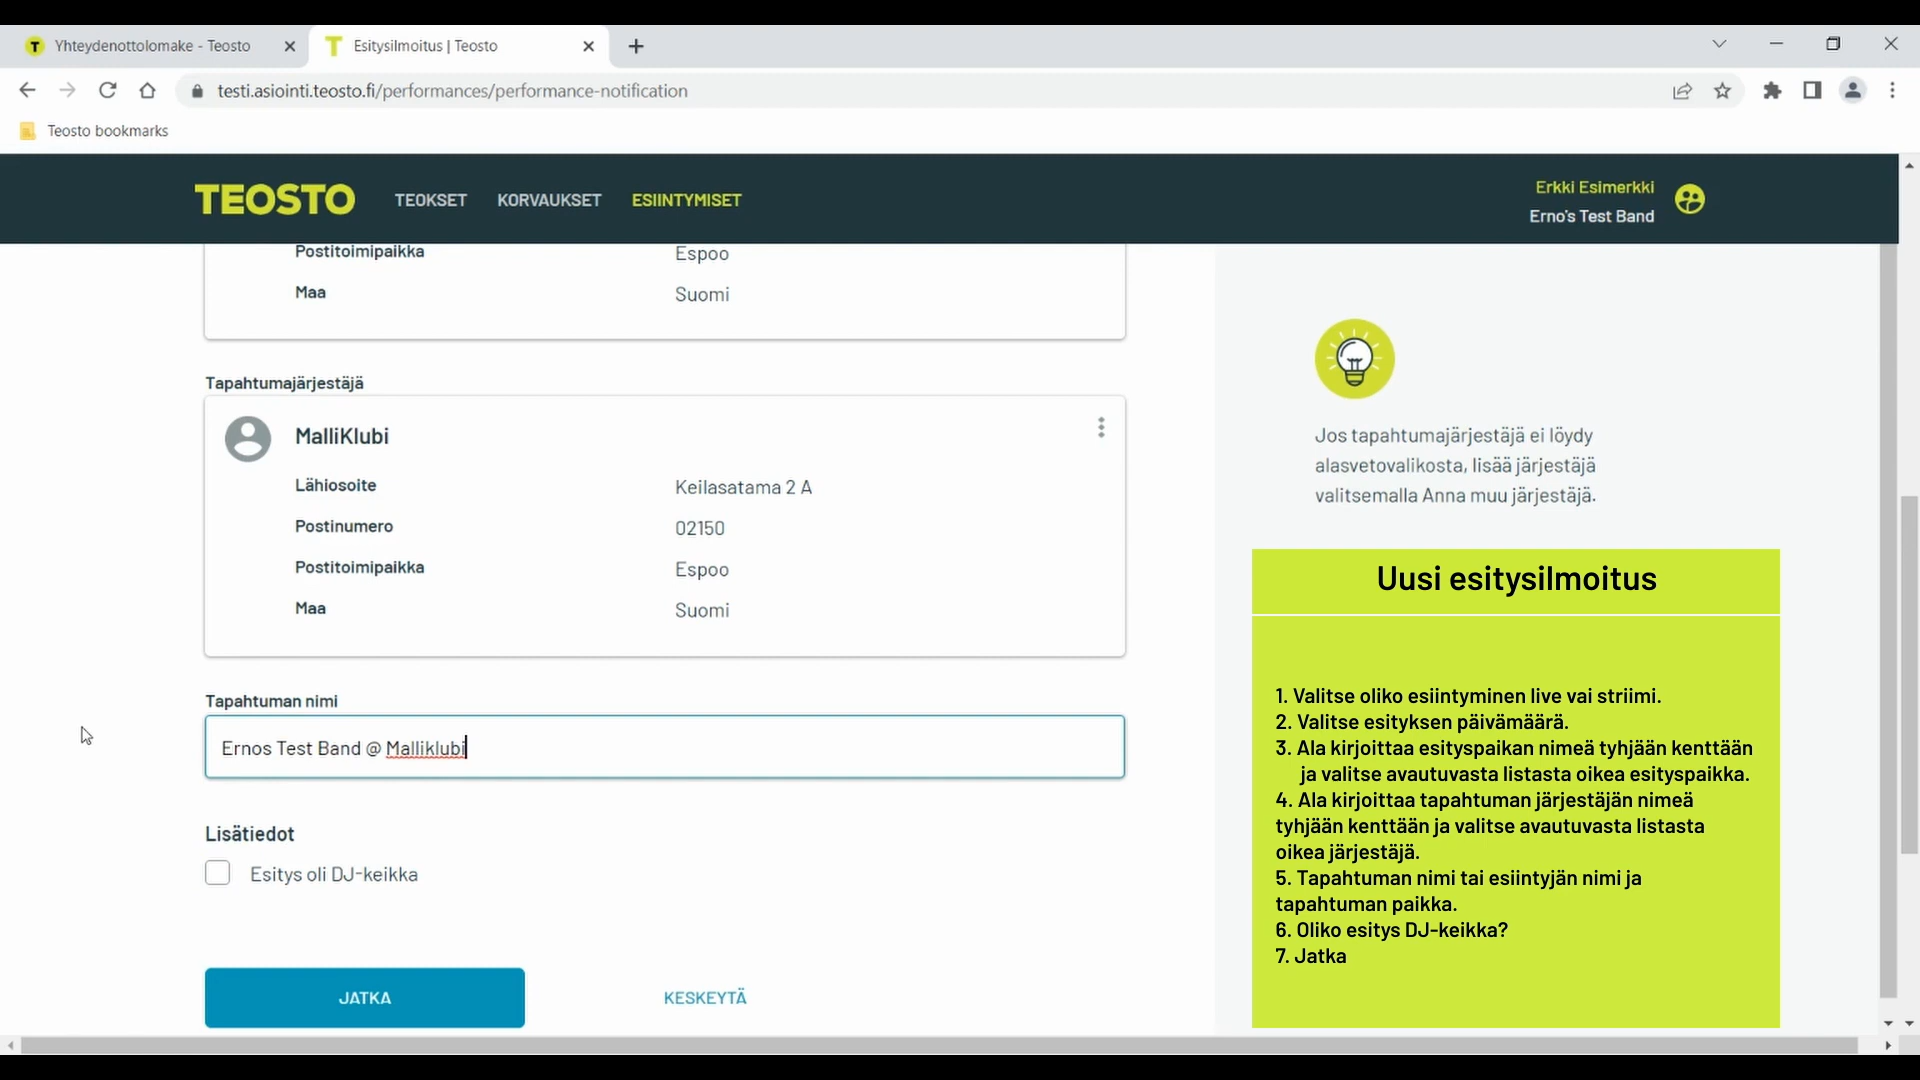 Yhteydenottolomake - Teosto
Esitysilmoitus | Teosto
testi.asiointi.teosto.fi/performances/performance-notification
Teosto bookmarks
TEOSTO
TEOKSET
KORVAUKSET
ESIINTYMISET
Erkki Esimerkki
Erno's Test Band
Postitoimipaikka
Espoo
Maa
Suomi
Tapahtumajärjestäjä
MalliKlubi
Lähiosoite
Keilasatama 2 A
Postinumero
02150
Postitoimipaikka
Espoo
Maa
Suomi
Tapahtuman nimi
Ernos Test Band @ Malliklubi
Lisätiedot
Esitys oli DJ-keikka
JATKA
KESKEYTÄ
Jos tapahtumajärjestäjä ei löydy
alasvetovalikosta, lisää järjestäjä
valitsemalla Anna muu järjestäjä.
Uusi esitysilmoitus
1. Valitse oliko esiintyminen live vai striimi.
2. Valitse esityksen päivämäärä.
3. Ala kirjoittaa esityspaikan nimeä tyhjään kenttään
ja valitse avautuvasta listasta oikea esityspaikka.
4. Ala kirjoittaa tapahtuman järjestäjän nimeä
tyhjään kenttään ja valitse avautuvasta listasta
oikea järjestäjä.
5. Tapahtuman nimi tai esiintyjän nimi ja
tapahtuman paikka.
6. Oliko esitys DJ-keikka?
7. Jatka